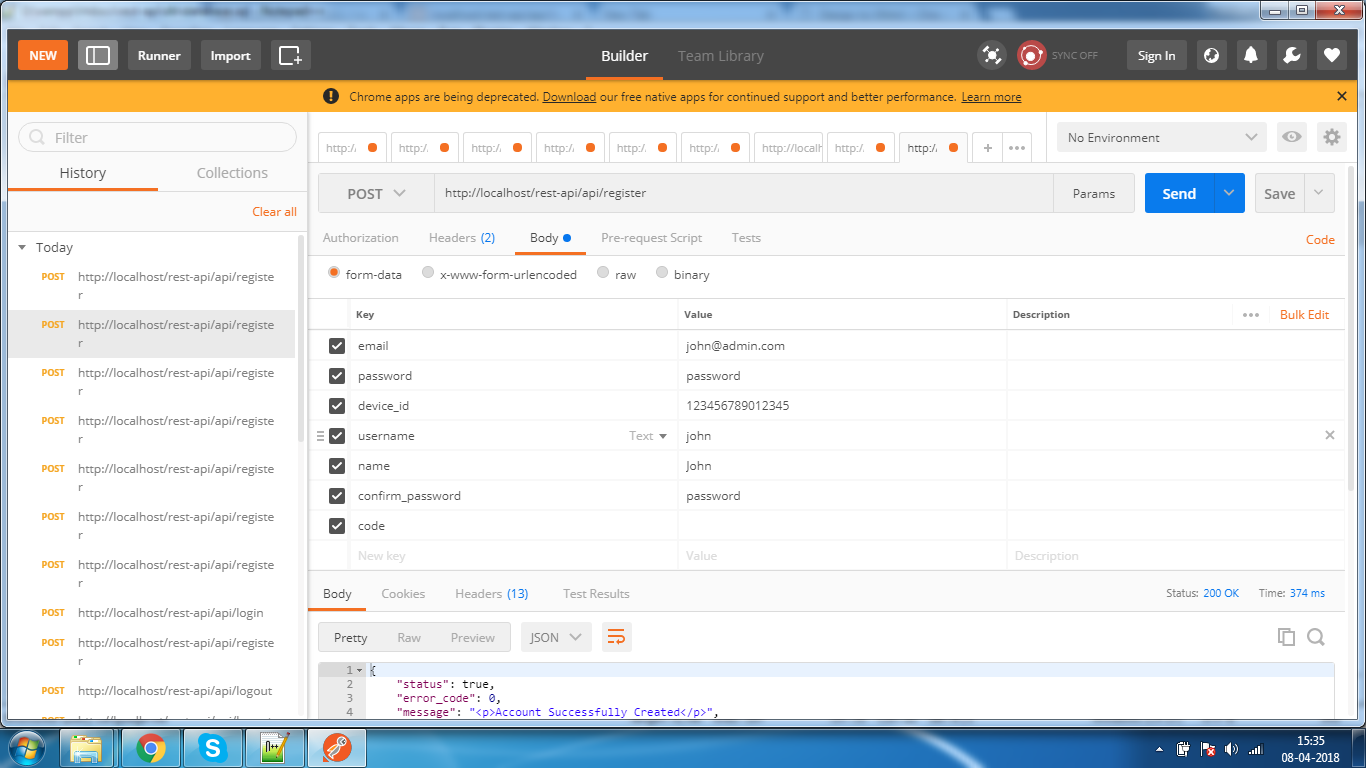 NEW Runner Import Builder Team Library SYNC OFF Sign In
Chrome apps are being deprecated. Download our free native apps for continued support and better performance. Learn more
Filter
History Collections
Clear all
Today
POST http://localhost/rest-api/api/registe
r
POST http://localhost/rest-api/api/registe
r
POST http://localhost/rest-api/api/registe
r
POST http://localhost/rest-api/api/registe
r
POST http://localhost/rest-api/api/registe
r
POST http://localhost/rest-api/api/registe
r
POST http://localhost/rest-api/api/registe
r
POST http://localhost/rest-api/api/login
POST http://localhost/rest-api/api/registe
r
POST http://localhost/rest-api/api/logout
http:/ http:/ http:/ http:/ http:/ http:/ http://localh http:/ http:/ + ••• No Environment
POST http://localhost/rest-api/api/register Params Send Save
Authorization Headers (2) Body Pre-request Script Tests Code
form-data x-www-form-urlencoded raw binary
Key Value Description ••• Bulk Edit
email john@admin.com
password password
device_id 123456789012345
username Text john
name John
confirm_password password
code
New key Value Description
Body Cookies Headers (13) Test Results Status: 200 OK Time: 374 ms
Pretty Raw Preview JSON
1 {
2 "status": true,
3 "error_code": 0,
4 "message": "<p>Account Successfully Created</p>",
15:35
08-04-2018